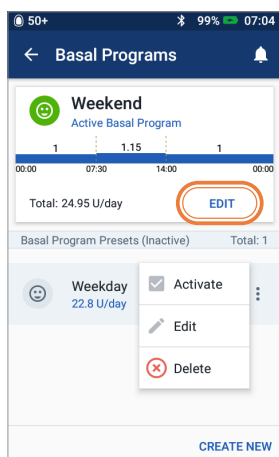 50+ 99% 07:04
Basal Programs
Weekend
Active Basal Program
1 1.15 1
00:00 07:30 14:00 00:00
Total: 24.95 U/day EDIT
Basal Program Presets (Inactive) Total: 1
Weekday
22.8 U/day
Activate
Edit
Delete
CREATE NEW